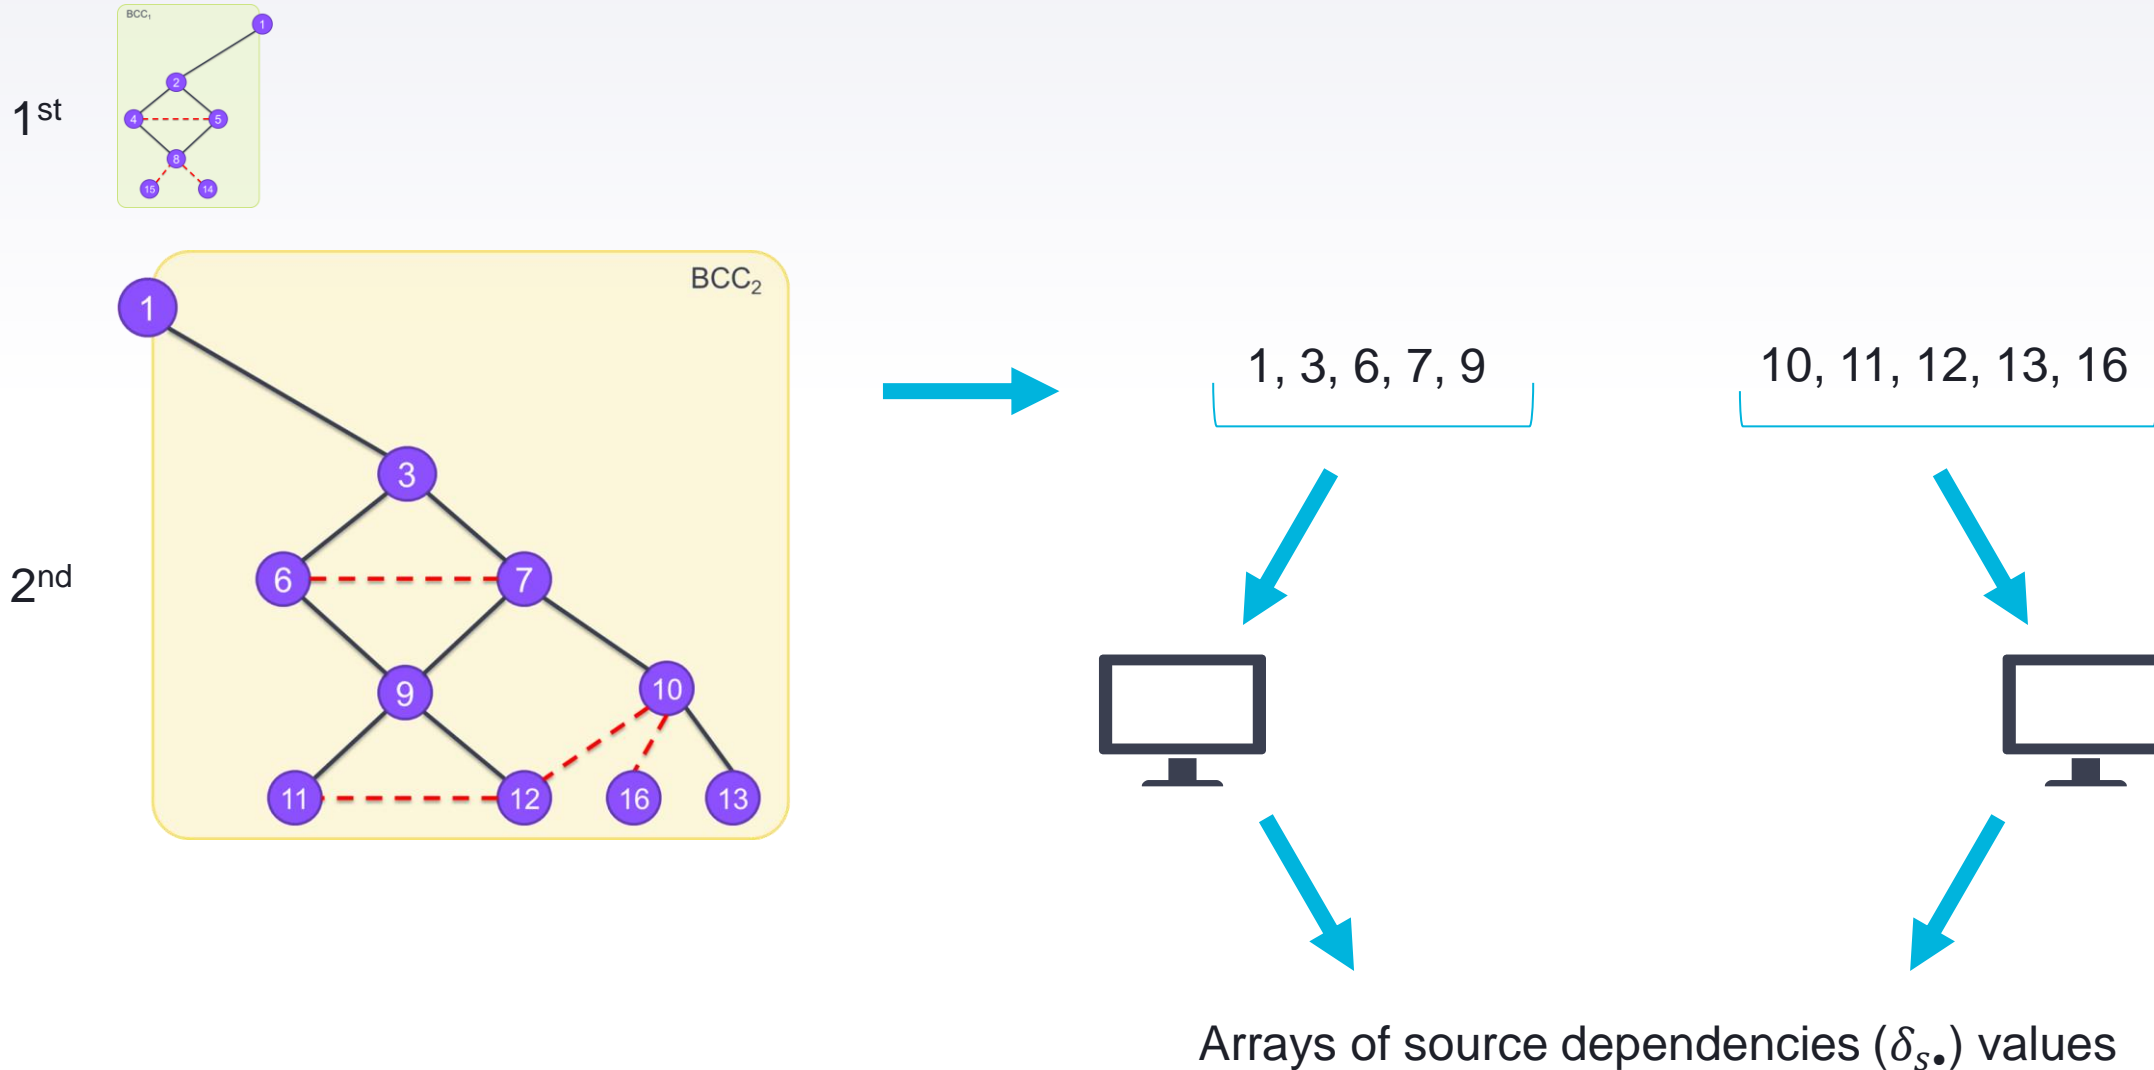 BCC₁
1
2
1st
4 5
8
15 14
BCC₂
1
1, 3, 6, 7, 9
10, 11, 12, 13, 16
3
2nd
6 7
9 10
11 12 16 13
Arrays of source dependencies (δₛ•) values